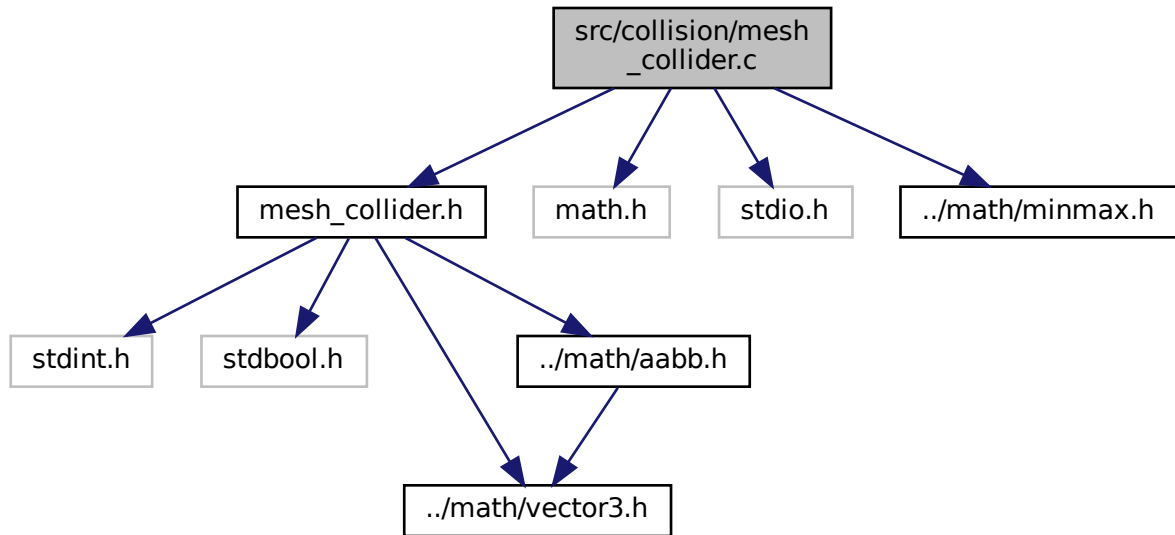 src/collision/mesh
_collider.c
mesh_collider.h
math.h
stdio.h
../math/minmax.h
stdint.h
stdbool.h
../math/aabb.h
../math/vector3.h